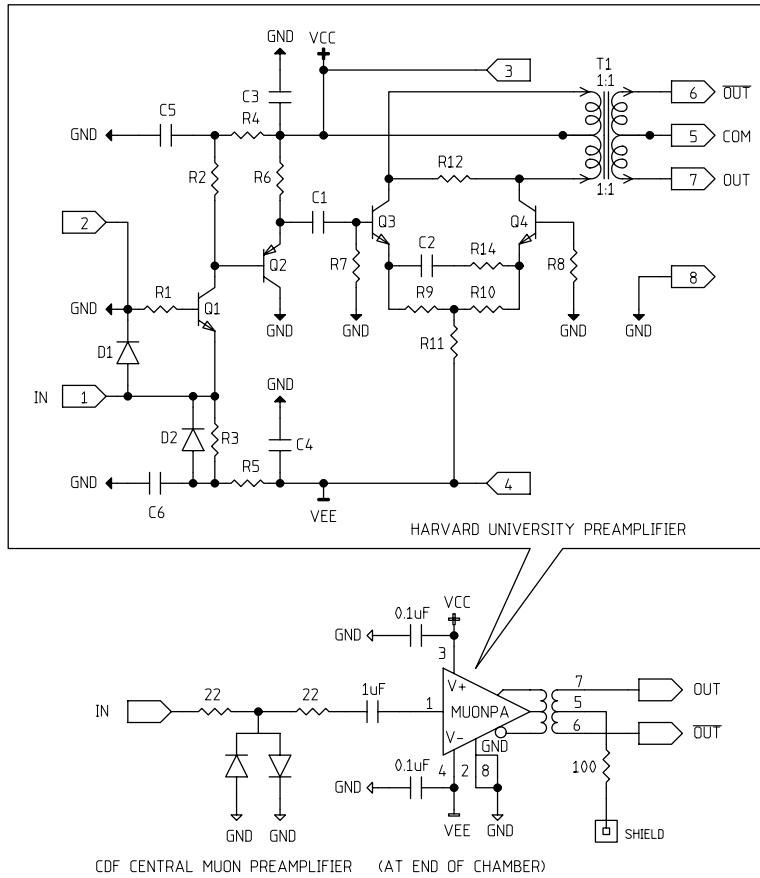 GND
VCC
3
T1
1:1
6 OUT
C3
C5
GND
R4
5 COM
R12
7 OUT
1:1
R2
R6
C1
Q3
Q4
2
C2
R14
Q2
R7
R8
8
GND
R1
Q1
R9
R10
GND
GND
GND
GND
D1
R11
IN 1
GND
D2
R3
C4
R5
GND
4
C6
VEE
HARVARD UNIVERSITY PREAMPLIFIER
0.1uF
VCC
GND
3
22
22
1uF
V+
7
OUT
IN
1
MUONPA
5
V-
6
OUT
GND
0.1uF
4
2
8
100
GND
GND
GND
VEE
GND
SHIELD
CDF CENTRAL MUON PREAMPLIFIER (AT END OF CHAMBER)